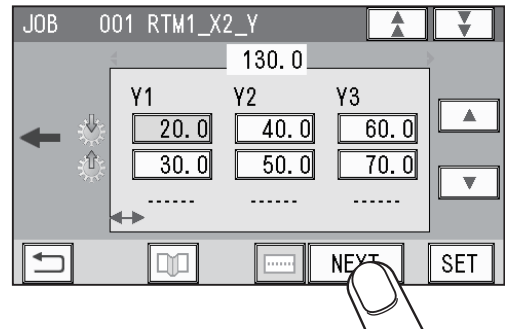 JOB 001 RTM1_X2_Y
130.0
Y1 Y2 Y3
20.0 40.0 60.0
30.0 50.0 70.0
------ ------ ------
NEXT SET